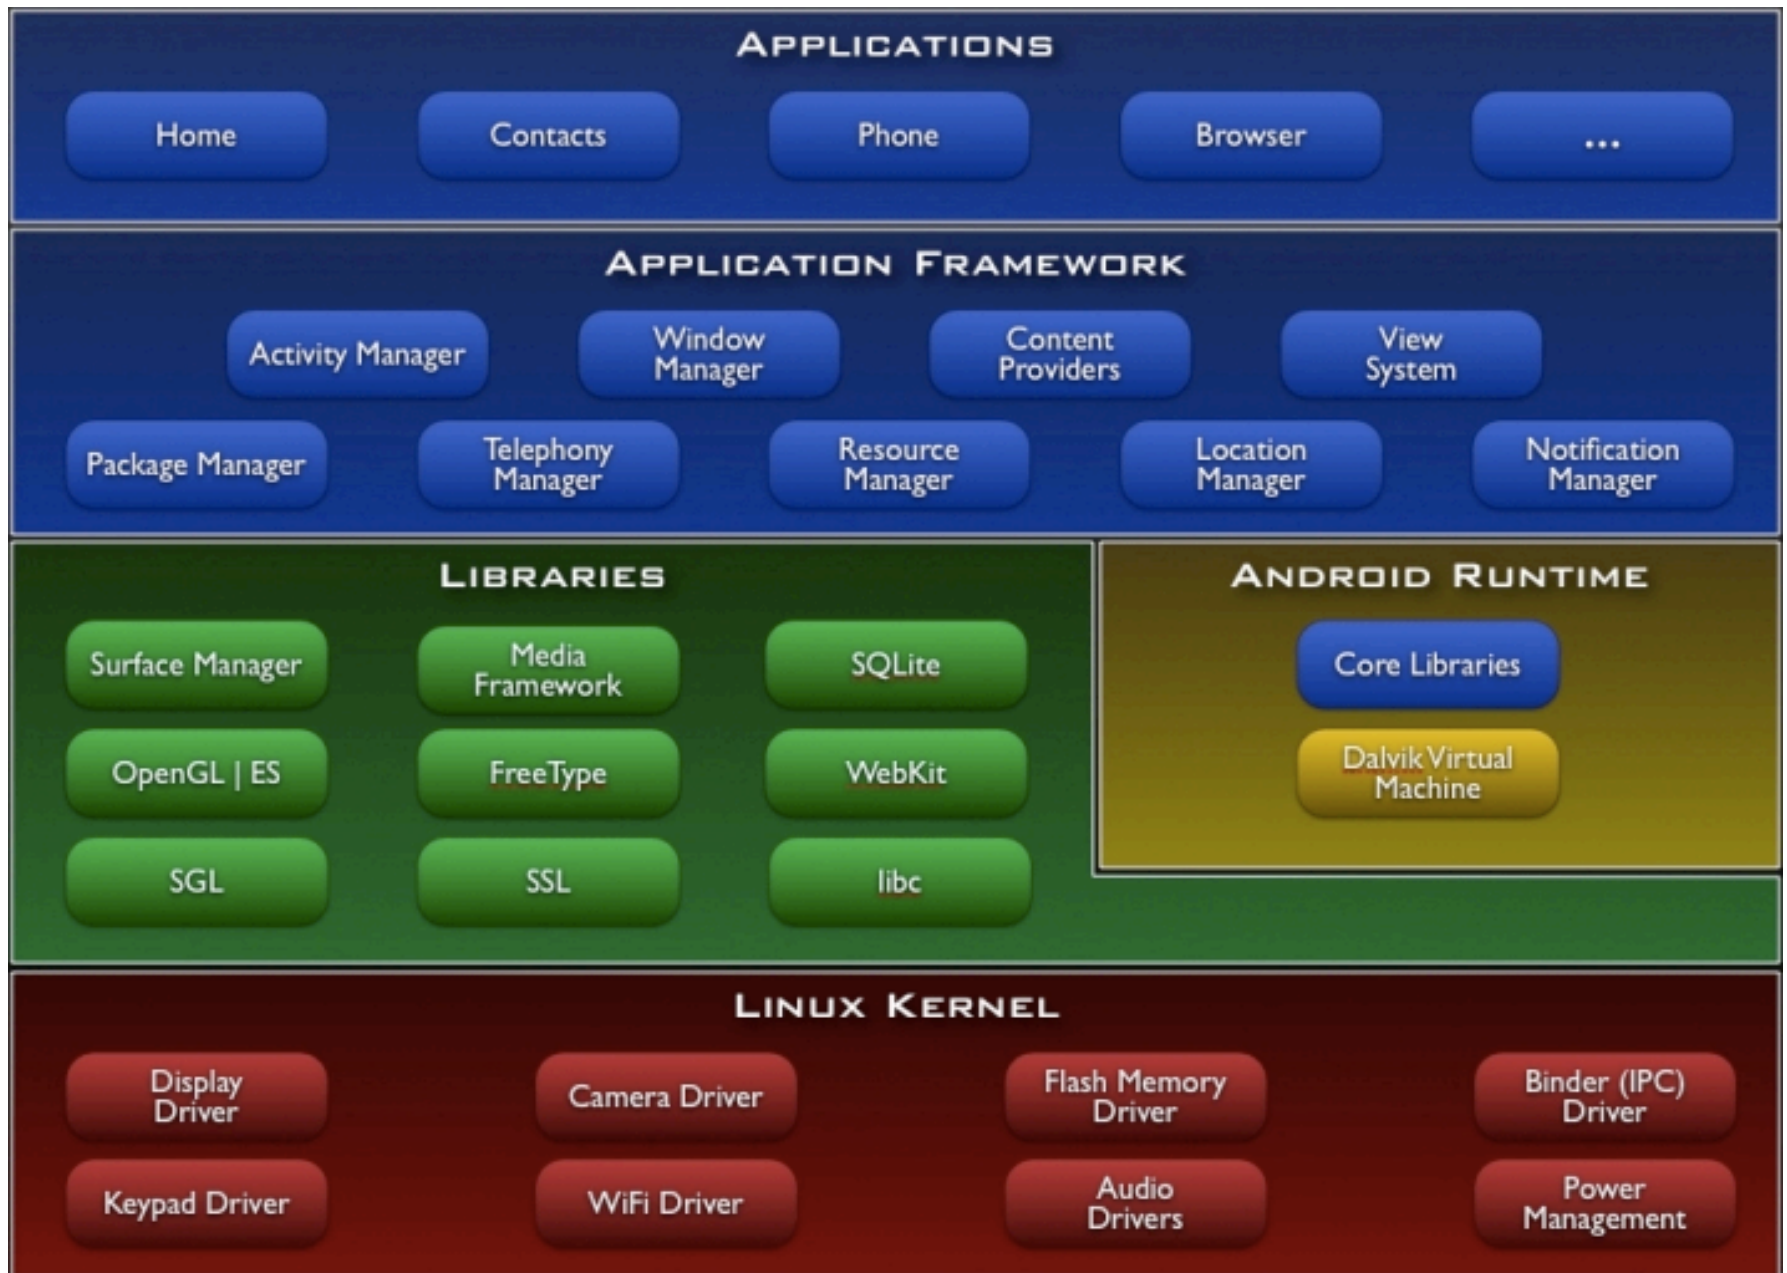 APPLICATIONS
Home
Contacts
Phone
Browser
...
APPLICATION FRAMEWORK
Activity Manager
Window
Manager
Content
Providers
View
System
Package Manager
Telephony
Manager
Resource
Manager
Location
Manager
Notification
Manager
LIBRARIES
Surface Manager
Media
Framework
SQLite
OpenGL | ES
FreeType
WebKit
SGL
SSL
libc
ANDROID RUNTIME
Core Libraries
Dalvik Virtual
Machine
LINUX KERNEL
Display
Driver
Camera Driver
Flash Memory
Driver
Binder (IPC)
Driver
Keypad Driver
WiFi Driver
Audio
Drivers
Power
Management